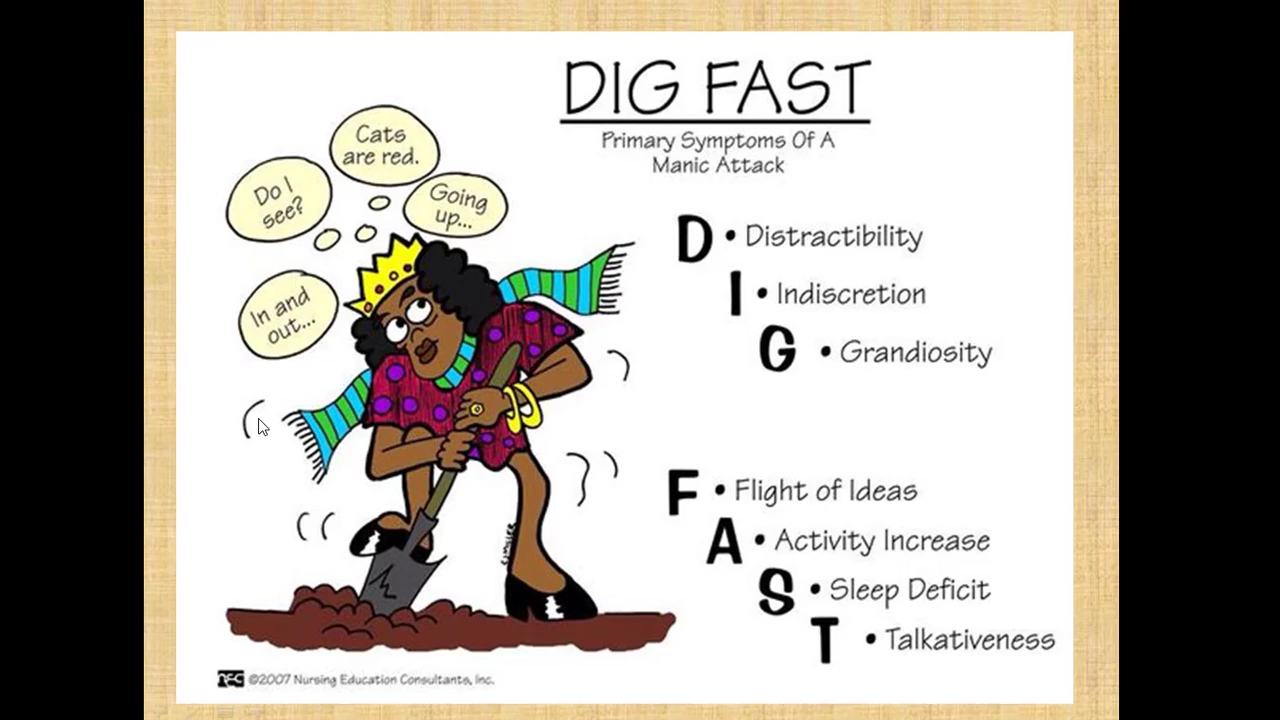 DIG FAST
Primary Symptoms Of A
Manic Attack
Cats
are red.
Do I
see?
Going
up...
In and
out...
D • Distractibility
I • Indiscretion
G • Grandiosity
F • Flight of Ideas
A • Activity Increase
S • Sleep Deficit
T • Talkativeness
NEC ©2007 Nursing Education Consultants, Inc.